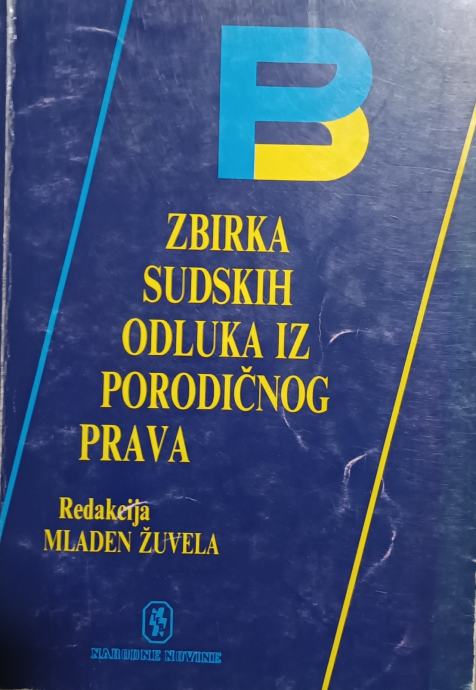 ZBIRKA
SUDSKIH
ODLUKA IZ
PORODIČNOG
PRAVA
Redakcija
MLADEN ŽUVELA
NARODNE NOVINE